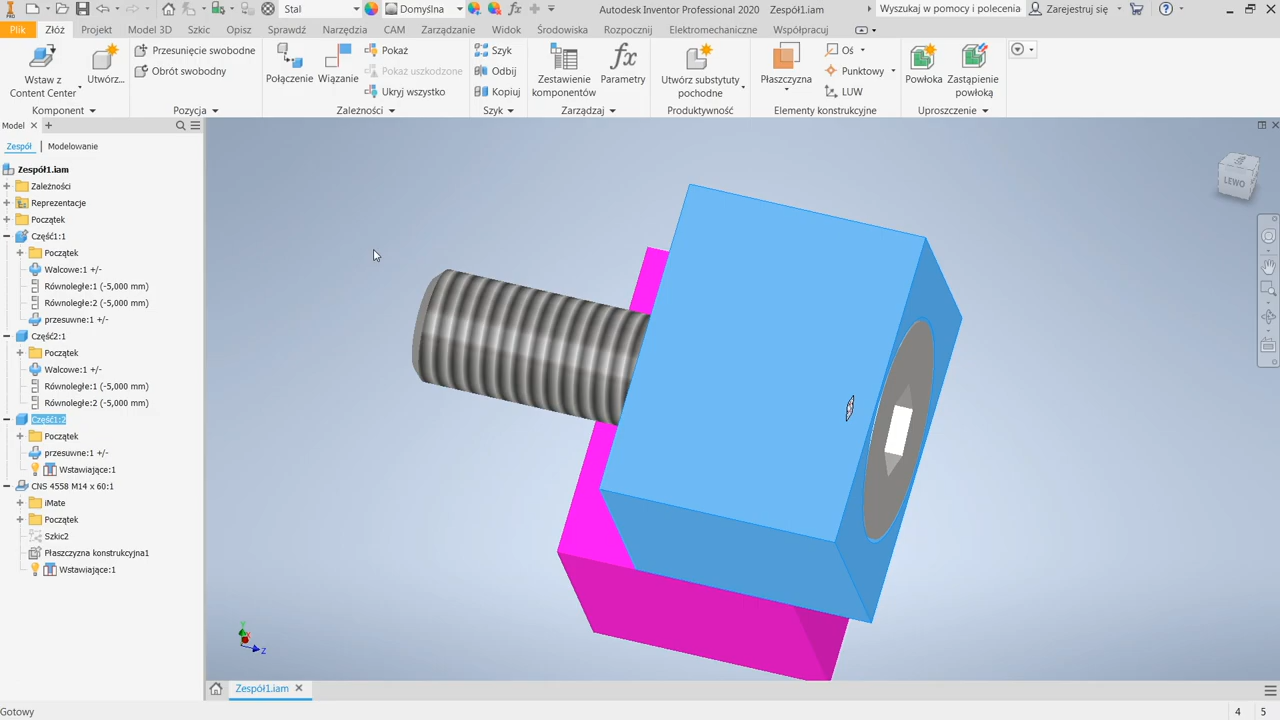 Stal
Domyślna
Autodesk Inventor Professional 2020 Zespół1.iam
Wyszukaj w pomocy i polecenia
Zarejestruj się
PRO
Plik Złóż Projekt Model 3D Szkic Opis Sprawdź Narzędzia CAM Zarządzanie Widok Środowiska Rozpocznij Elektromechaniczne Współpracuj
Wstaw z
Content Center
Utwórz...
Przesunięcie swobodne
Obrót swobodny
Połączenie
Wiązanie
Pokaż
Pokaż uszkodzone
Ukryj wszystko
Szyk
Odbij
Kopiuj
Zestawienie
komponentów
fx
Parametry
Utwórz substytuty
pochodne
Płaszczyzna
Oś
Punktowy
LUW
Powłoka
Zastąpienie
powłoką
Komponent Pozycja Zależności Szyk Zarządzaj Produktywność Elementy konstrukcyjne Uproszczenie
Model
Zespół Modelowanie
Zespół1.iam
Zależności
Reprezentacje
Początek
Część1:1
Początek
Walcowe:1 +/-
Równoległe:1 (-5,000 mm)
Równoległe:2 (-5,000 mm)
przesuwne:1 +/-
Część2:1
Początek
Walcowe:1 +/-
Równoległe:1 (-5,000 mm)
Równoległe:2 (-5,000 mm)
Część1:2
Początek
przesuwne:1 +/-
Wstawiające:1
CNS 4558 M14 x 60:1
iMate
Początek
Szkic2
Płaszczyzna konstrukcyjna1
Wstawiające:1
LEWO
Y
X
Z
Zespół1.iam
Gotowy
4 5